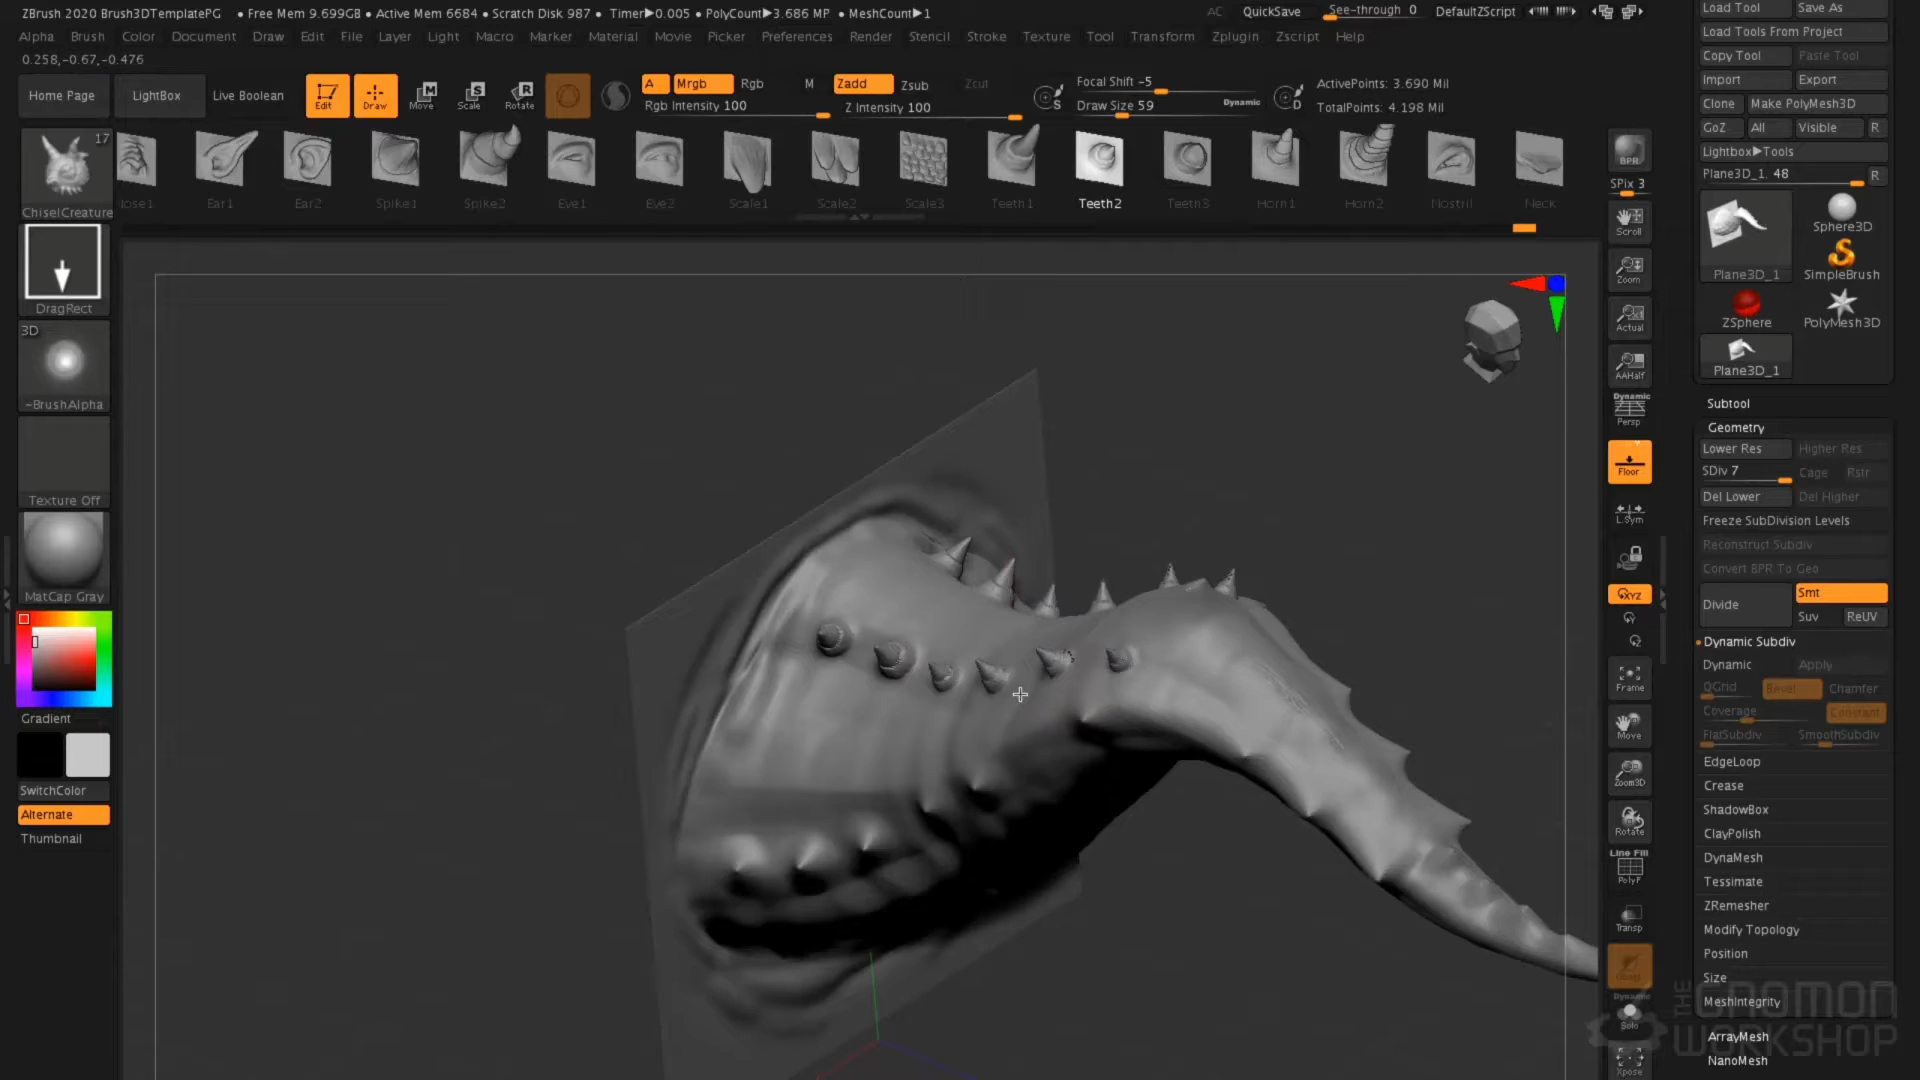 ZBrush 2020 Brush3DTemplatePG • Free Mem 9.699GB • Active Mem 6684 • Scratch Disk 987 • Timer▶0.005 • PolyCount▶3.686 MP • MeshCount▶1 AC QuickSave See-through 0 DefaultZScript
Alpha Brush Color Document Draw Edit File Layer Light Macro Marker Material Movie Picker Preferences Render Stencil Stroke Texture Tool Transform Zplugin Zscript Help
0.258,-0.67,-0.476
Home Page LightBox Live Boolean Edit Draw Move Scale Rotate
M S R
A Mrgb Rgb M Zadd Zsub Zcut
Rgb Intensity 100 Z Intensity 100
S Focal Shift -5
Draw Size 59 Dynamic D
ActivePoints: 3.690 Mil
TotalPoints: 4.198 Mil
17
ChiselCreature
Ear1 Ear2 Spike1 Spike2 Eye1 Eye2 Scale1 Scale2 Scale3 Teeth1 Teeth2 Teeth3 Horn1 Horn2 Nostril Neck
DragRect
3D
~BrushAlpha
Texture Off
MatCap Gray
Gradient
SwitchColor
Alternate
Thumbnail
BPR
SPix 3
Scroll
Zoom
Actual
AAHalf
Dynamic
Persp
Floor
L.Sym
XYZ
Frame
Move
Zoom3D
Rotate
Line Fill
PolyF
Transp
Dynamic
Solo
Xpose
Load Tool Save As
Load Tools From Project
Copy Tool Paste Tool
Import Export
Clone Make PolyMesh3D
GoZ All Visible R
Lightbox▶Tools
Plane3D_1. 48 R
Plane3D_1 Sphere3D
SimpleBrush
ZSphere PolyMesh3D
Plane3D_1
Subtool
Geometry
Lower Res Higher Res
SDiv 7 Cage Rstr
Del Lower Del Higher
Freeze SubDivision Levels
Reconstruct Subdiv
Convert BPR To Geo
Divide Smt
Suv ReUV
Dynamic Subdiv
Dynamic Apply
QGrid Bevel Chamfer
Coverage Constant
FlatSubdiv SmoothSubdiv
EdgeLoop
Crease
ShadowBox
ClayPolish
DynaMesh
Tessimate
ZRemesher
Modify Topology
Position
Size
MeshIntegrity
ArrayMesh
NanoMesh
THE GNOMON WORKSHOP